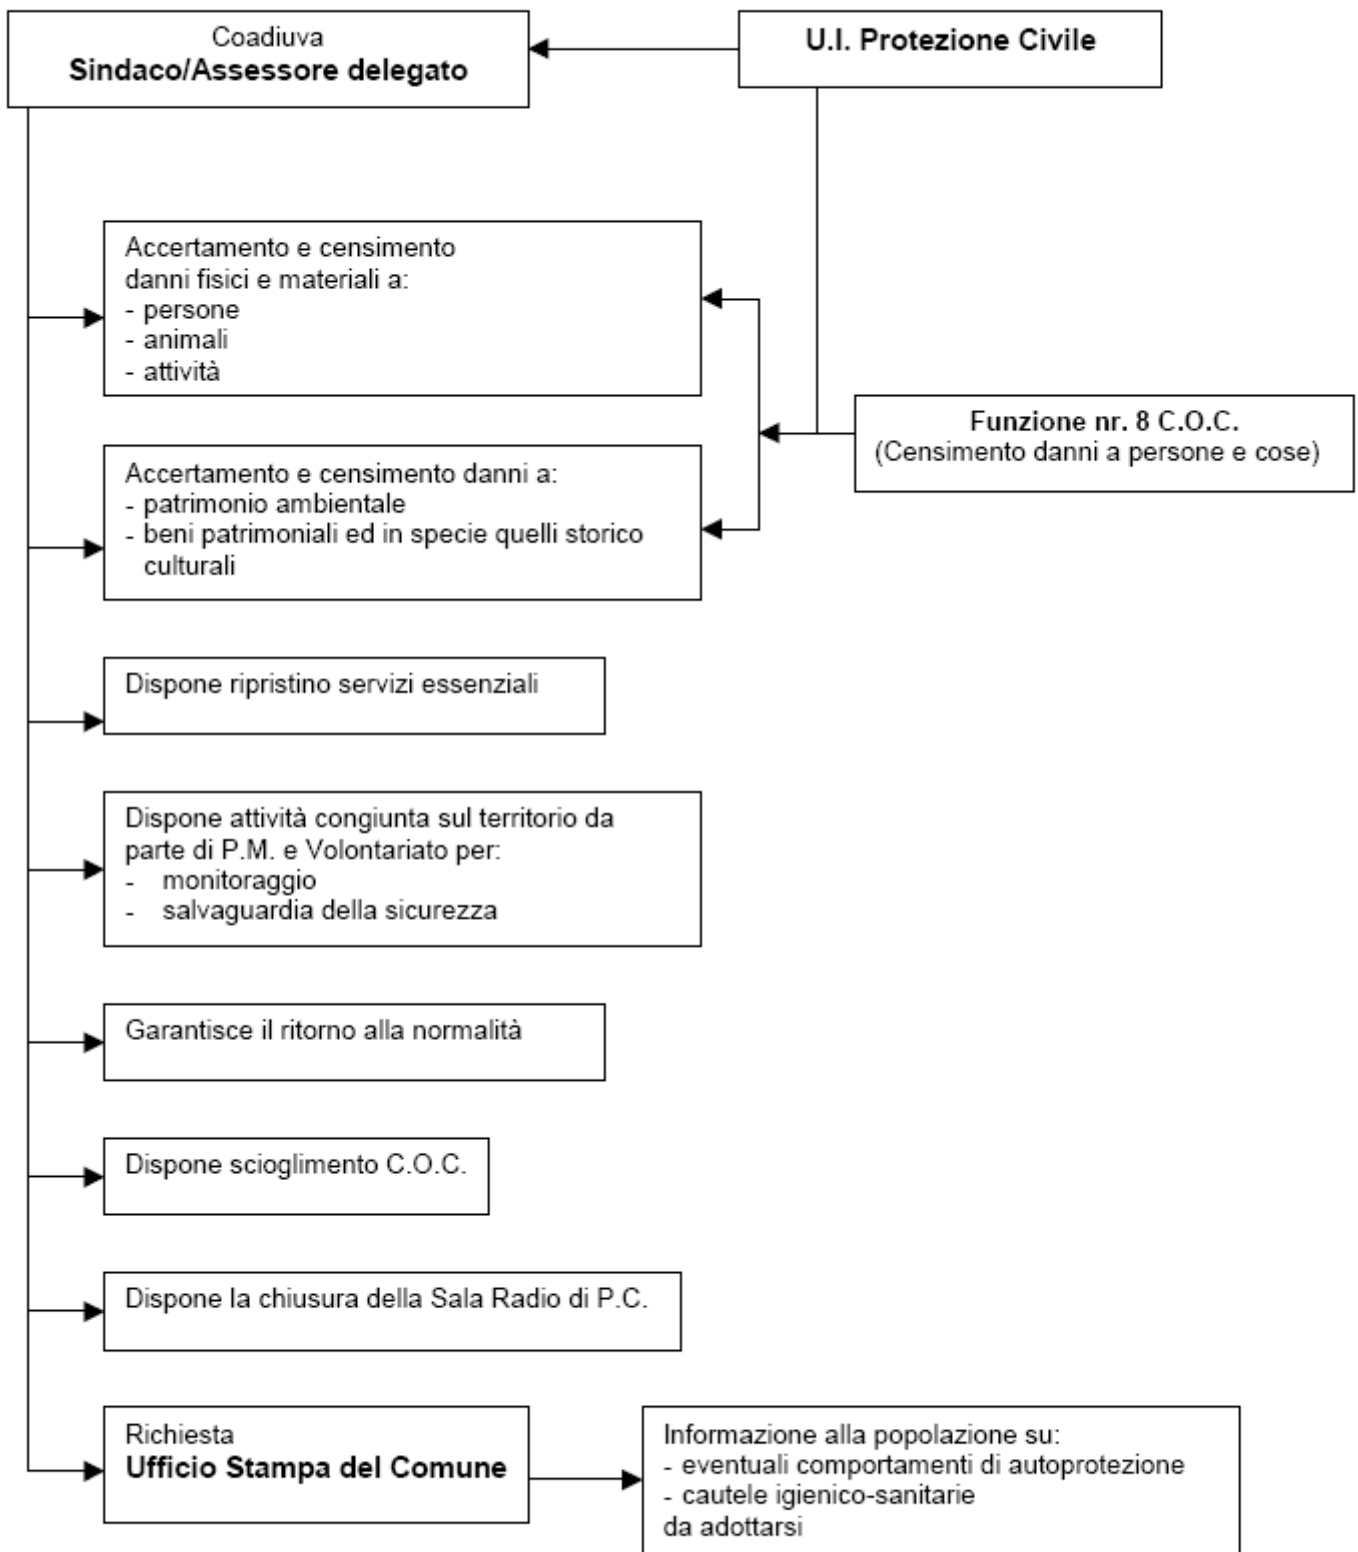 Coadiuva
Sindaco/Assessore delegato
U.I. Protezione Civile
Accertamento e censimento
danni fisici e materiali a:
- persone
- animali
- attività
Funzione nr. 8 C.O.C.
(Censimento danni a persone e cose)
Accertamento e censimento danni a:
- patrimonio ambientale
- beni patrimoniali ed in specie quelli storico
culturali
Dispone ripristino servizi essenziali
Dispone attività congiunta sul territorio da
parte di P.M. e Volontariato per:
- monitoraggio
- salvaguardia della sicurezza
Garantisce il ritorno alla normalità
Dispone scioglimento C.O.C.
Dispone la chiusura della Sala Radio di P.C.
Richiesta
Ufficio Stampa del Comune
Informazione alla popolazione su:
- eventuali comportamenti di autoprotezione
- cautele igienico-sanitarie
da adottarsi